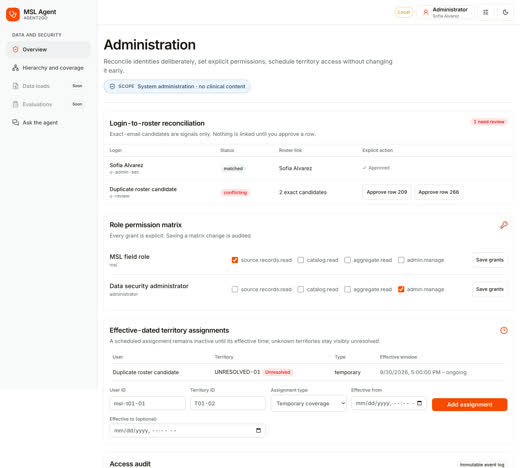 MSL Agent
AGENT2GO
Local
Administrator
Sofia Alvarez
DATA AND SECURITY
Overview
Hierarchy and coverage
Data loads Soon
Evaluations Soon
Ask the agent
Administration
Reconcile identities deliberately, set explicit permissions, schedule territory access without changing
it early.
SCOPE System administration · no clinical content
Login-to-roster reconciliation
1 need review
Exact-email candidates are signals only. Nothing is linked until you approve a row.
Login Status Roster link Explicit action
Sofia Alvarez
matched Sofia Alvarez ✓ Approved
Duplicate roster candidate
conflicting 2 exact candidates Approve row 209 Approve row 266
Role permission matrix
Every grant is explicit. Saving a matrix change is audited.
MSL field role
msl
source.records.read catalog.read aggregate.read admin.manage Save grants
Data security administrator
administrator
source.records.read catalog.read aggregate.read admin.manage Save grants
Effective-dated territory assignments
A scheduled assignment remains inactive until its effective time; unknown territories stay visibly unresolved.
User Territory Type Effective window
Duplicate roster candidate UNRESOLVED-01 Unresolved temporary 9/30/2026, 5:00:00 PM – ongoing
User ID Territory ID Assignment type Effective from
msl-t01-01 T01-02 Temporary coverage mm/dd/yyyy, --:-- --
Add assignment
Effective to (optional)
mm/dd/yyyy, --:-- --
Access audit
Immutable event log